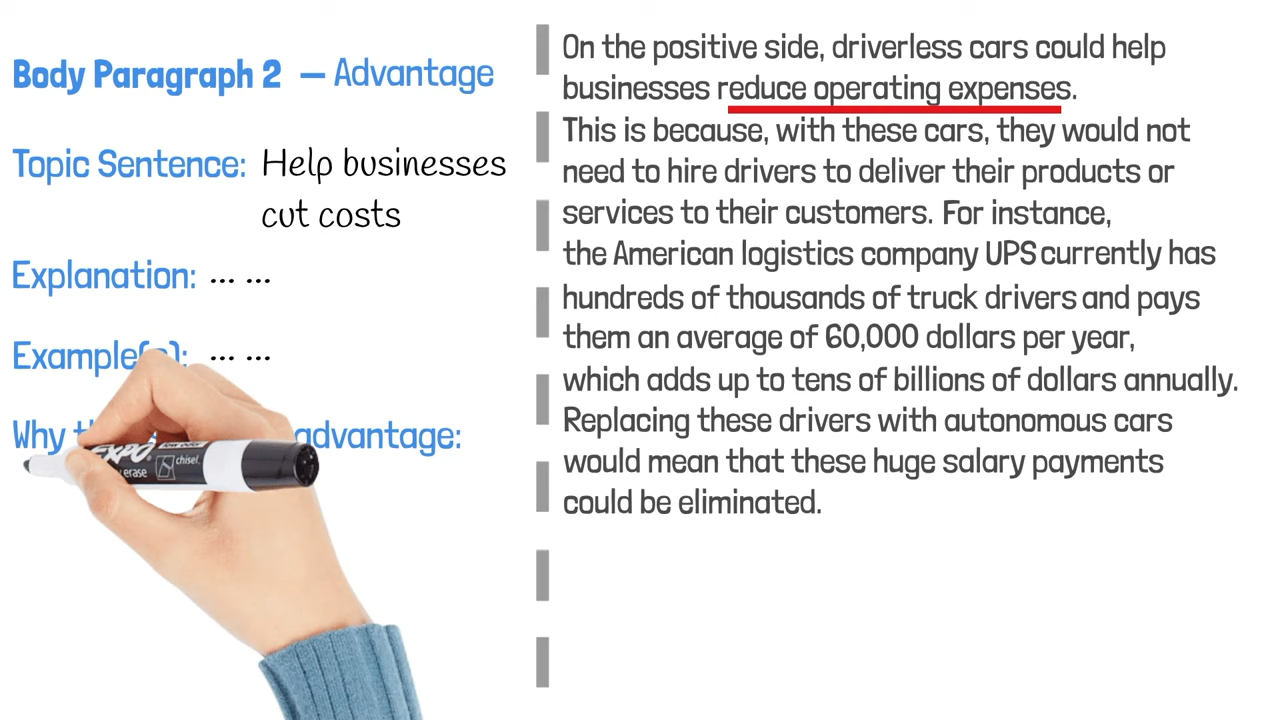 Body Paragraph 2 – Advantage
Topic Sentence: Help businesses
cut costs
Explanation: ... ...
... ...
Why advantage:
EXPO
erase
chisel
On the positive side, driverless cars could help
businesses reduce operating expenses.
This is because, with these cars, they would not
need to hire drivers to deliver their products or
services to their customers. For instance,
the American logistics company UPS currently has
hundreds of thousands of truck drivers and pays
them an average of 60,000 dollars per year,
which adds up to tens of billions of dollars annually.
Replacing these drivers with autonomous cars
would mean that these huge salary payments
could be eliminated.